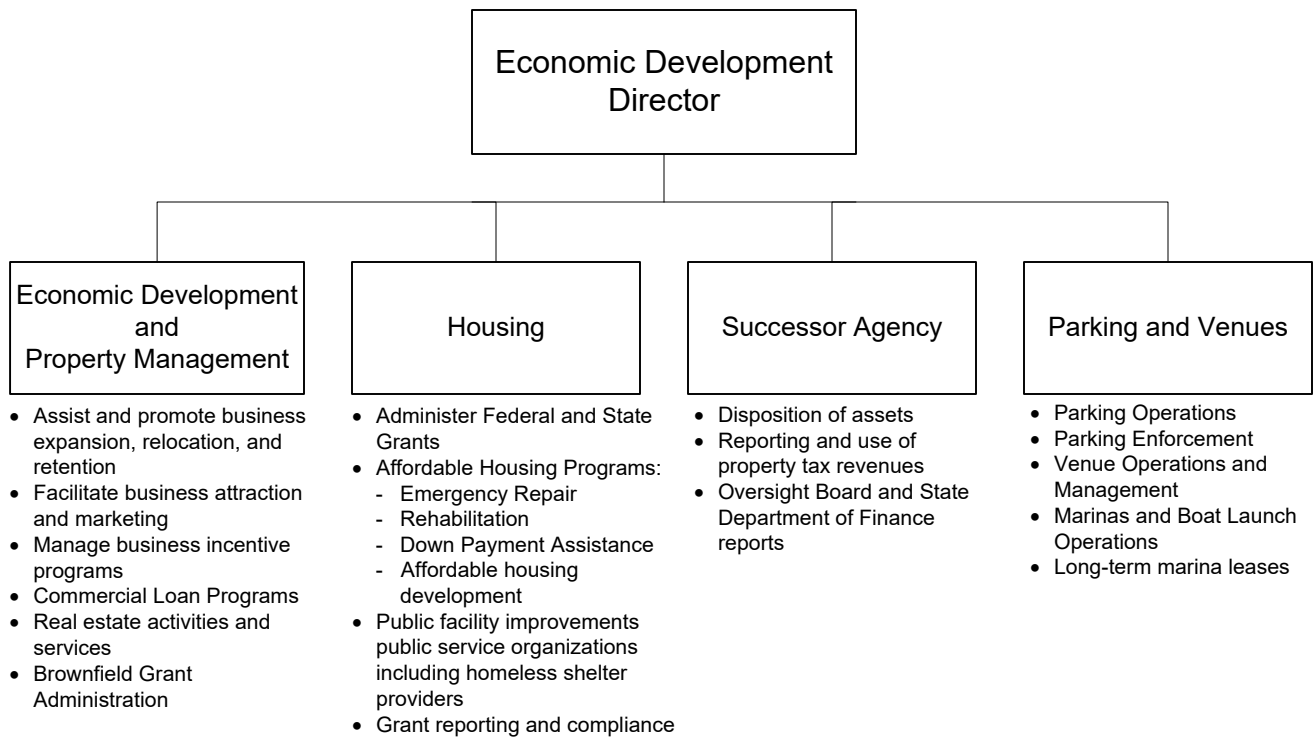 Economic Development
Director
Economic Development
and
Property Management
• Assist and promote business
expansion, relocation, and
retention
• Facilitate business attraction
and marketing
• Manage business incentive
programs
• Commercial Loan Programs
• Real estate activities and
services
• Brownfield Grant
Administration
Housing
• Administer Federal and State
Grants
• Affordable Housing Programs:
- Emergency Repair
- Rehabilitation
- Down Payment Assistance
- Affordable housing
development
• Public facility improvements
public service organizations
including homeless shelter
providers
• Grant reporting and compliance
Successor Agency
• Disposition of assets
• Reporting and use of
property tax revenues
• Oversight Board and State
Department of Finance
reports
Parking and Venues
• Parking Operations
• Parking Enforcement
• Venue Operations and
Management
• Marinas and Boat Launch
Operations
• Long-term marina leases